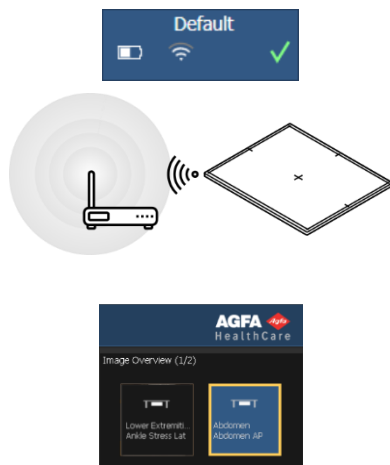 Default
AGFA
HealthCare
Image Overview (1/2)
Lower Extremiti...
Ankle Stress Lat
Abdomen
Abdomen AP